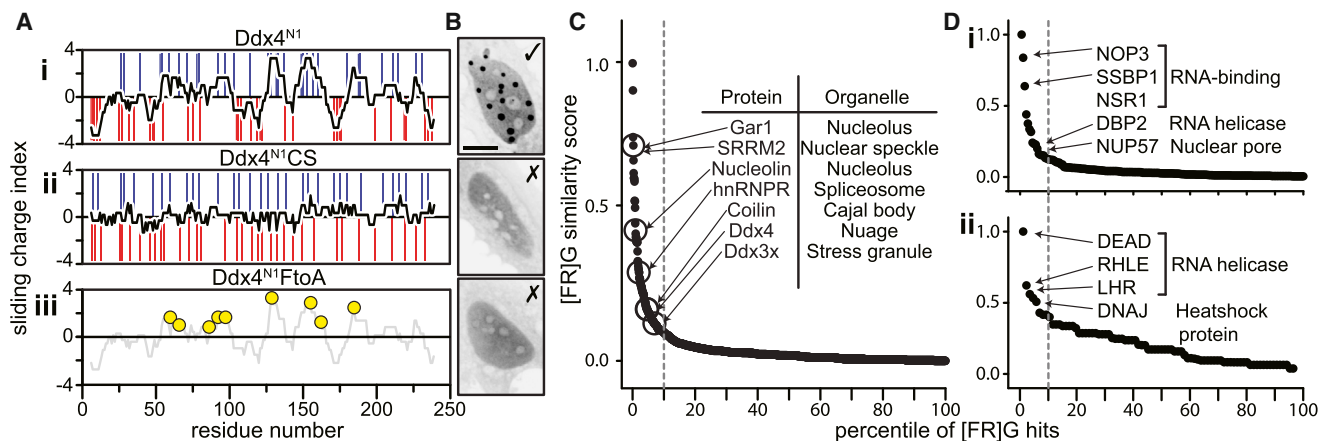 A
Ddx4N1
i
4
0
-4
Ddx4N1CS
ii
4
0
-4
Ddx4N1FtoA
iii
4
0
-4
0 50 100 150 200 250
residue number
sliding charge index
B
✓
✗
✗
C
[FR]G similarity score
1.0
0.5
0.0
Protein Organelle
Gar1 Nucleolus
SRRM2 Nuclear speckle
Nucleolin Nucleolus
hnRNPR Spliceosome
Coilin Cajal body
Ddx4 Nuage
Ddx3x Stress granule
0 20 40 60 80 100
percentile of [FR]G hits
D
i
1.0
0.5
0.0
NOP3
SSBP1 RNA-binding
NSR1
DBP2 RNA helicase
NUP57 Nuclear pore
ii
1.0
0.5
0.0
DEAD
RHLE RNA helicase
LHR
DNAJ Heatshock
protein
0 20 40 60 80 100